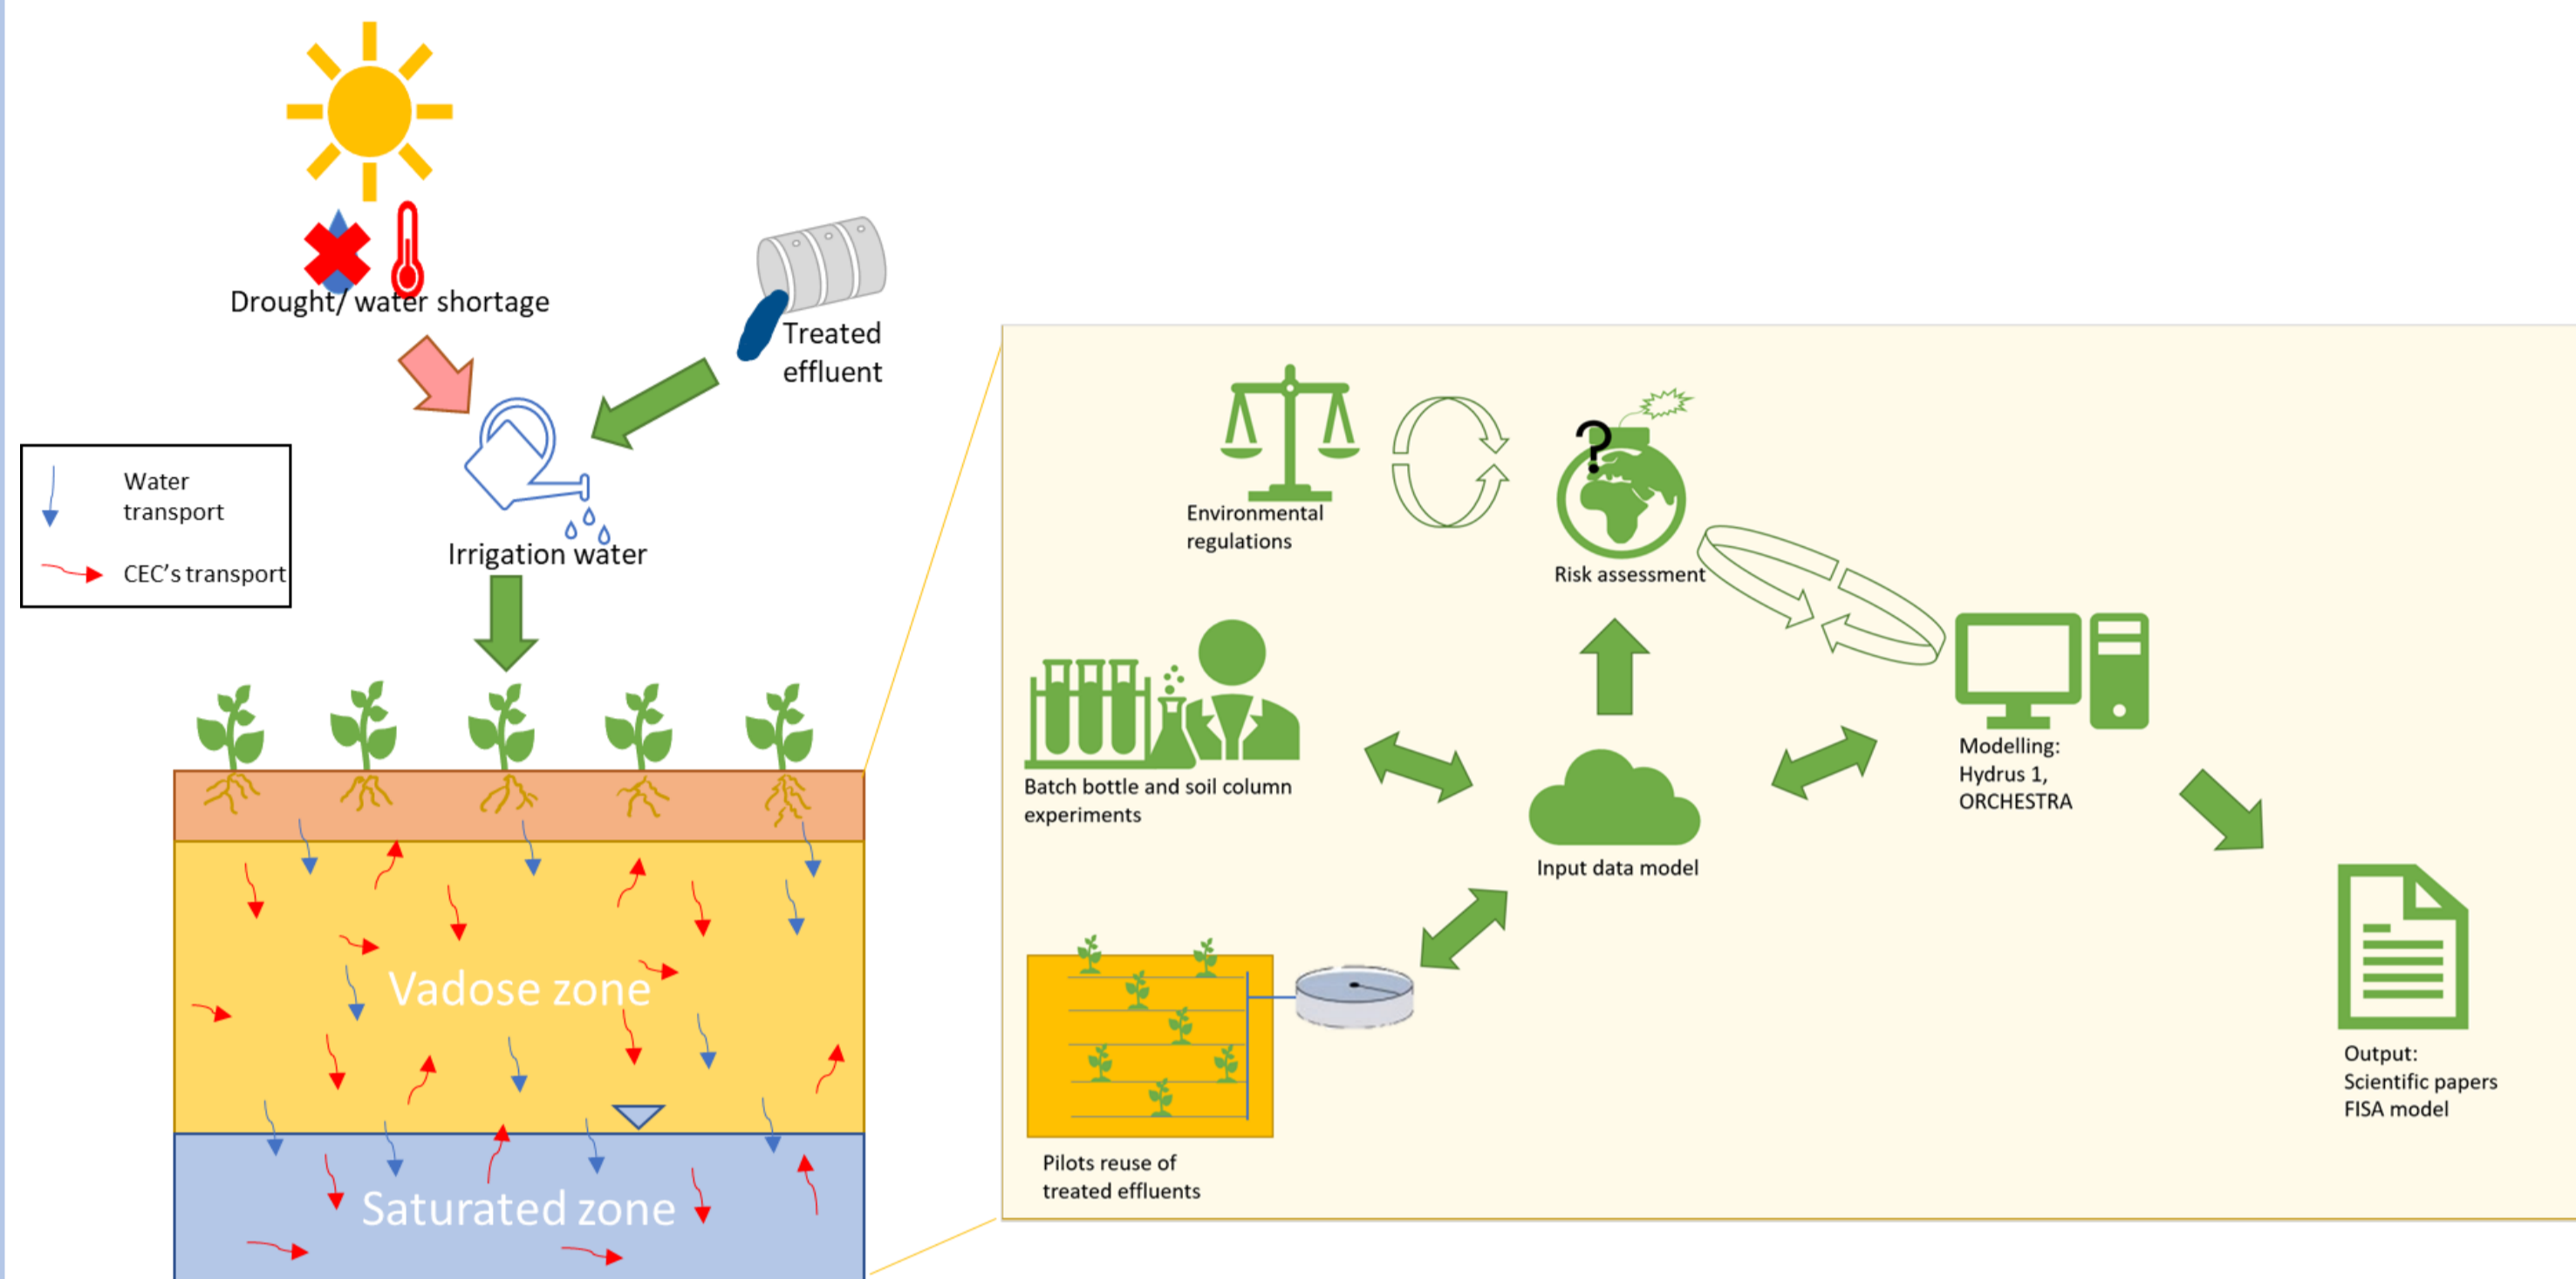 Drought/ water shortage
Treated
effluent
Water
transport
CEC's transport
Irrigation water
Vadose zone
Saturated zone
Environmental
regulations
?
Risk assessment
Batch bottle and soil column
experiments
Input data model
Modelling:
Hydrus 1,
ORCHESTRA
Pilots reuse of
treated effluents
Output:
Scientific papers
FISA model